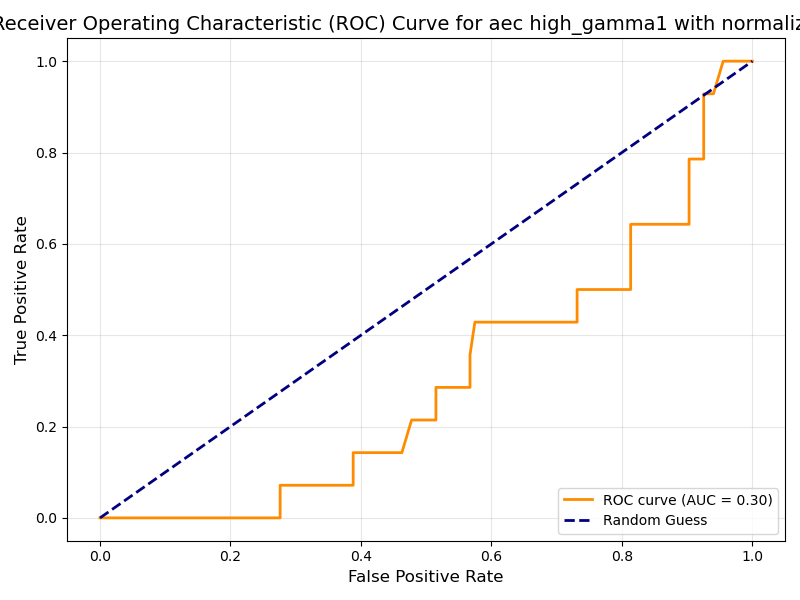 Receiver Operating Characteristic (ROC) Curve for aec high_gamma1 with
True Positive Rate
1.0
0.8
0.6
0.4
0.2
0.0
0.0 0.2 0.4 0.6 0.8 1.0
False Positive Rate
ROC curve (AUC = 0.30)
Random Guess